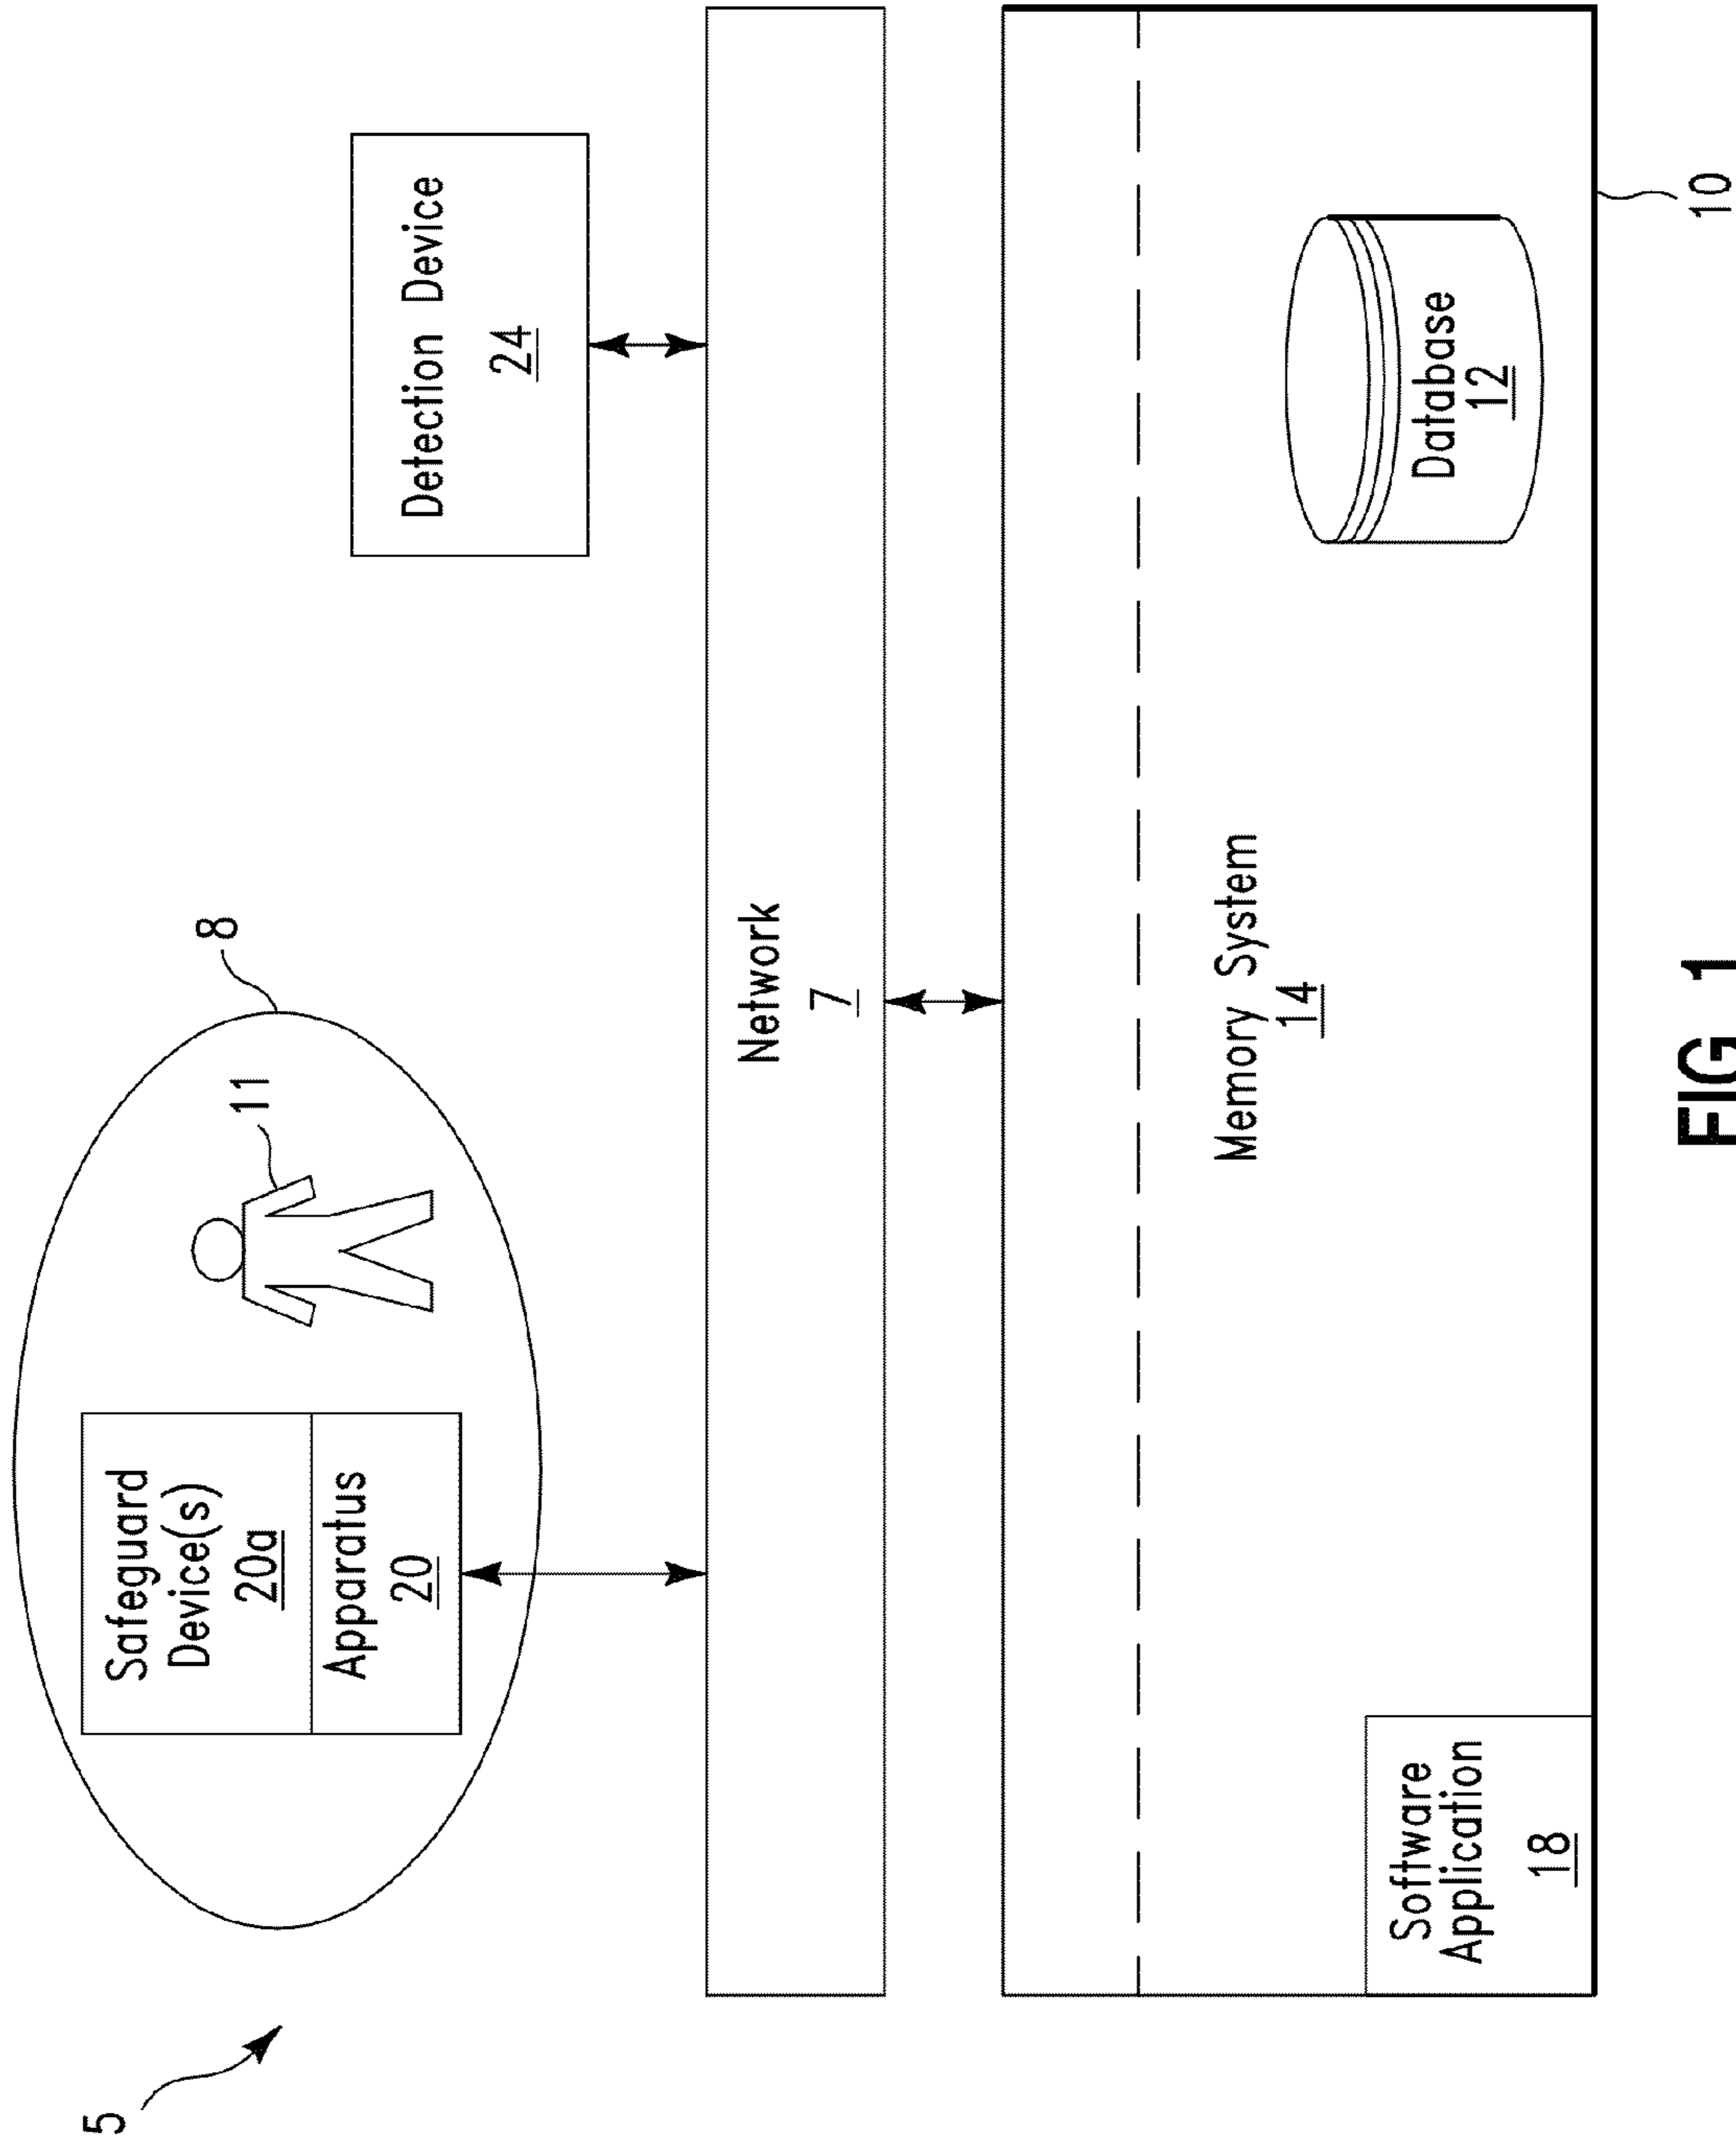 5
8
11
Safeguard
Device(s)
20a
Apparatus
20
Detection Device
24
Network
7
Memory System
14
Software
Application
18
Database
12
10
FIG 1